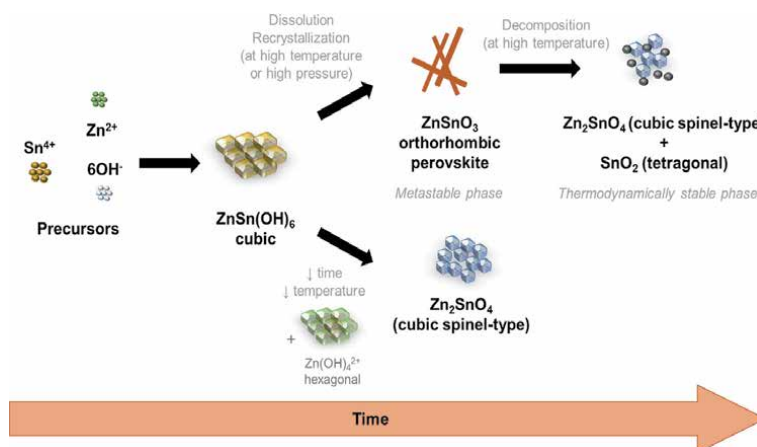 Dissolution
Recrystallization
(at high temperature
or high pressure)
Decomposition
(at high temperature)
Zn²⁺
Sn⁴⁺
6OH⁻
Precursors
ZnSn(OH)₆
cubic
ZnSnO₃
orthorhombic
perovskite
Metastable phase
Zn₂SnO₄ (cubic spinel-type)
+
SnO₂ (tetragonal)
Thermodynamically stable phase
↓ time
↓ temperature
+
Zn(OH)₄²⁺
hexagonal
Zn₂SnO₄
(cubic spinel-type)
Time